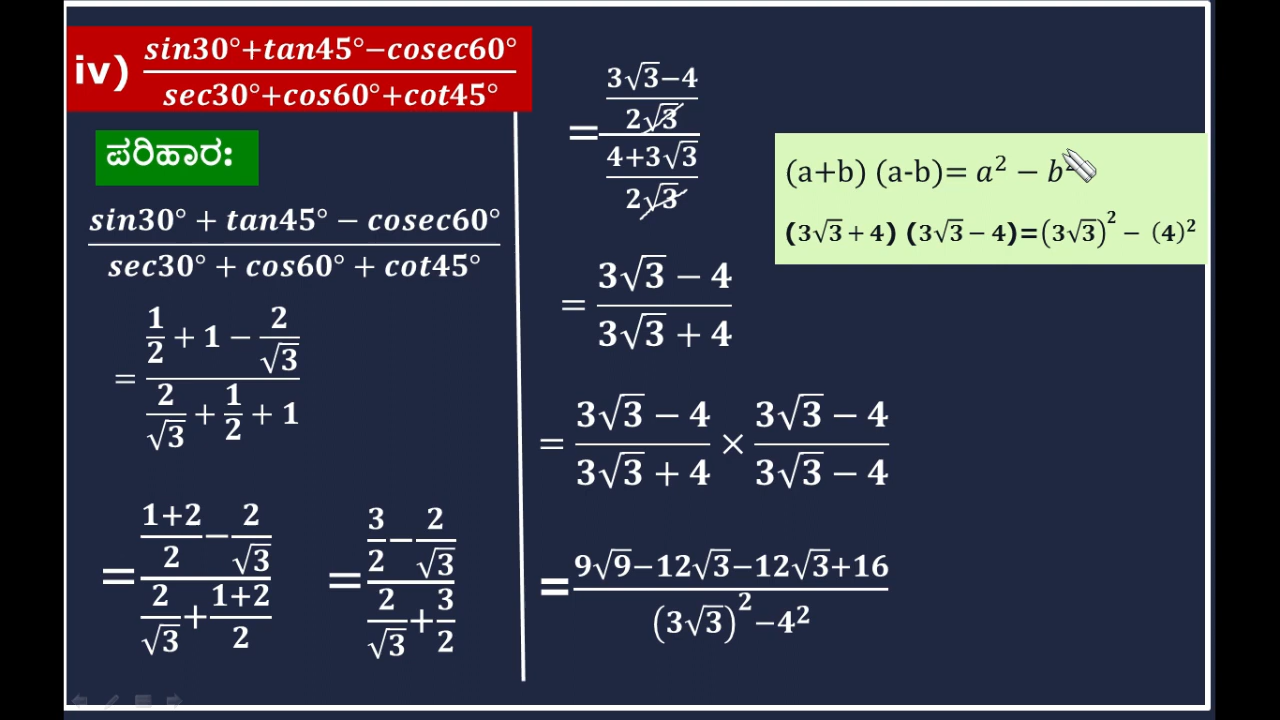 iv) (sin30°+tan45°−cosec60°)/(sec30°+cos60°+cot45°)
ಪರಿಹಾರ:
(sin30° + tan45° − cosec60°)/(sec30° + cos60° + cot45°)
= (1/2 + 1 − 2/√3)/(2/√3 + 1/2 + 1)
= ((1+2)/2 − 2/√3)/(2/√3 + (1+2)/2) = (3/2 − 2/√3)/(2/√3 + 3/2)
= ((3√3−4)/(2√3))/((4+3√3)/(2√3))
= (3√3 − 4)/(3√3 + 4)
= (3√3 − 4)/(3√3 + 4) × (3√3 − 4)/(3√3 − 4)
= (9√9−12√3−12√3+16)/((3√3)² −4²)
(a+b) (a-b)= a² − b²
(3√3 + 4) (3√3 − 4)=(3√3)² − (4)²